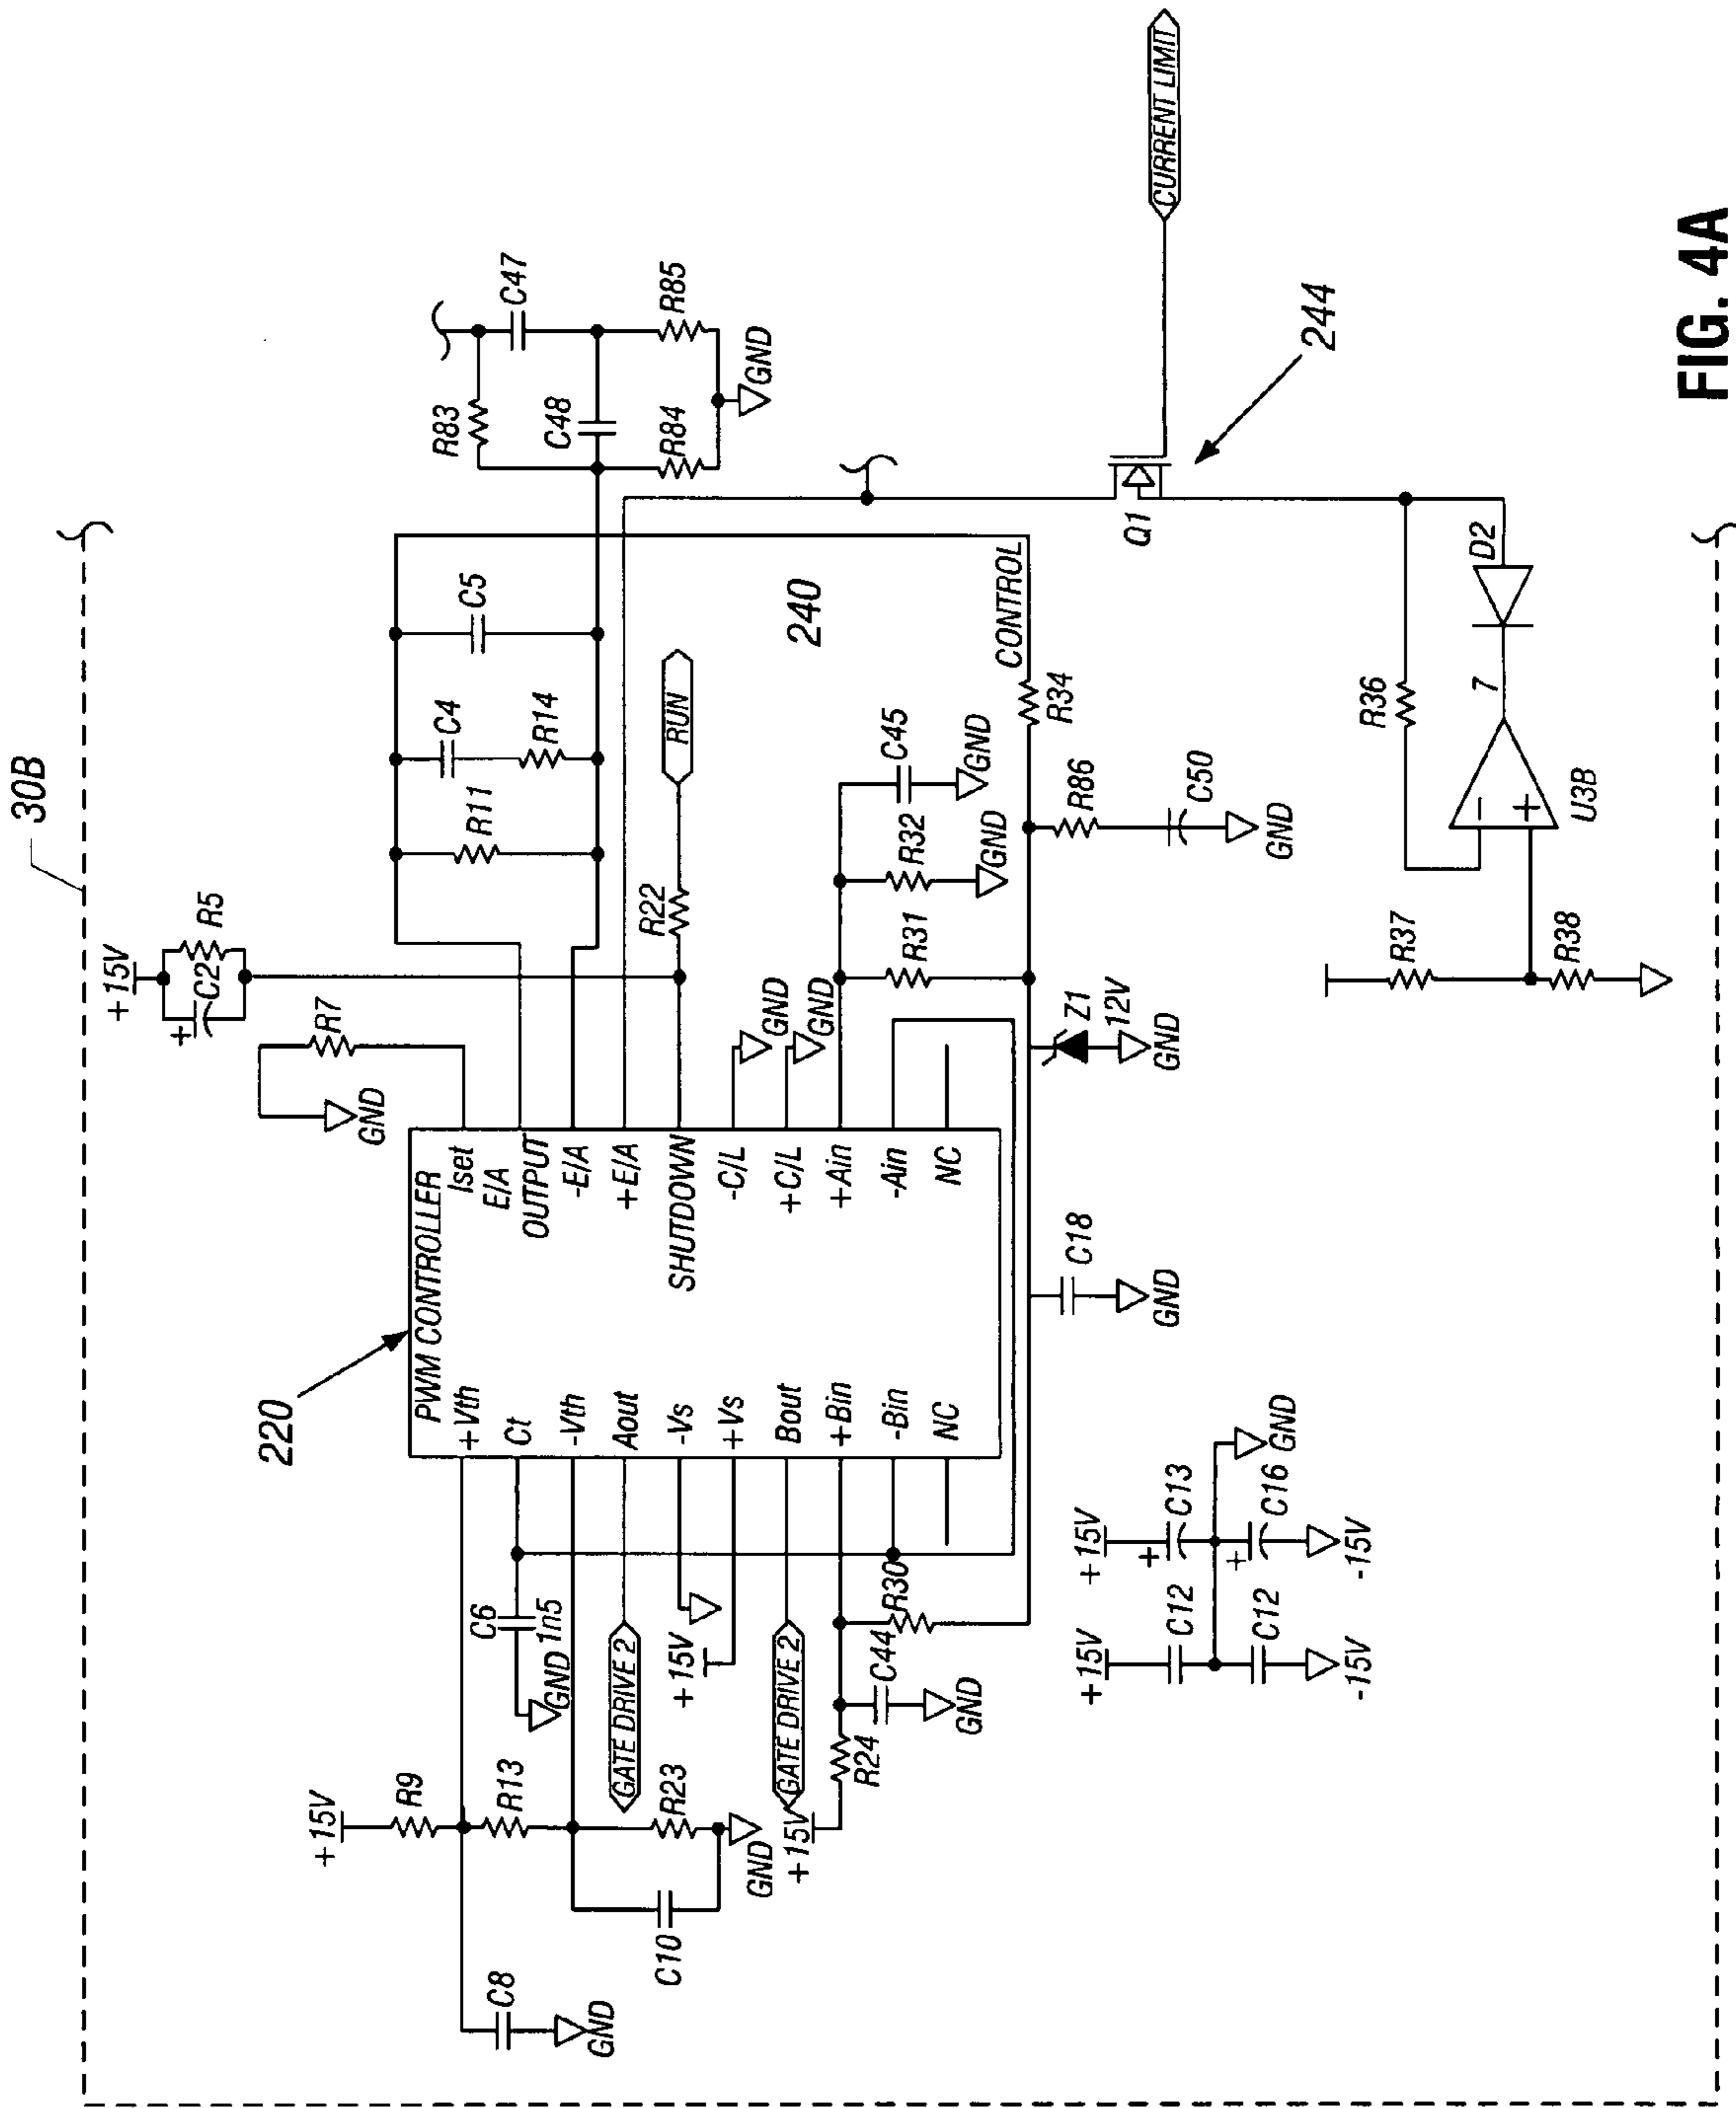 30B
+15V
R5
C2
+
R7
GND
220
PWM CONTROLLER
+Vth
Ct
-Vth
Aout
-Vs
+Vs
Bout
+Bin
-Bin
NC
Iset
E/A
OUTPUT
-E/A
+E/A
SHUTDOWN
-C/L
+C/L
+Ain
-Ain
NC
+15V
R9
R13
R23
C8
GND
C10
GND
C6
1n5
GND
GATE DRIVE 2
+15V
GATE DRIVE 2
+15V
R24
C44
GND
R30
R11
C4
R14
C5
R22
RUN
240
R83
C47
C48
R84
R85
GND
GND
GND
R31
R32
GND
C45
GND
CONTROL
R34
R86
C50
GND
Z1
12V
GND
C18
GND
+15V
C12
C12
-15V
+15V
+
C13
+
C16
-15V
GND
Q1
244
CURRENT LIMIT
R36
D2
7
U3B
−
+
R37
R38
FIG. 4A